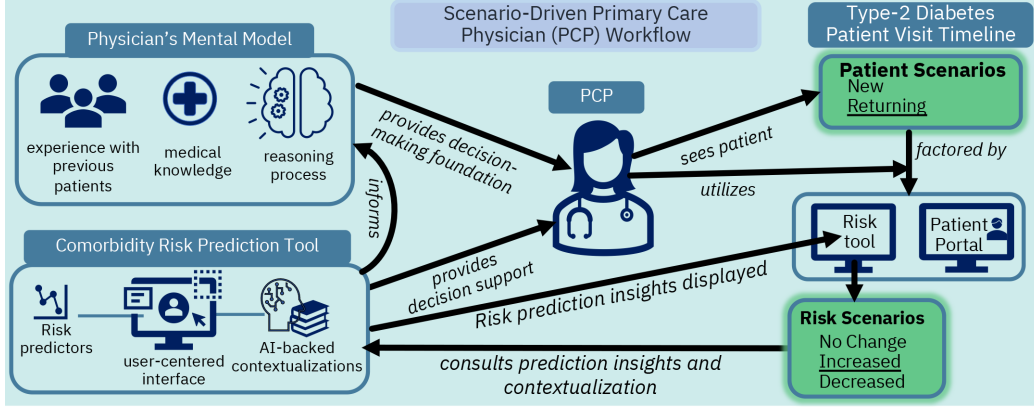 Scenario-Driven Primary Care
Physician (PCP) Workflow
Type-2 Diabetes
Patient Visit Timeline
Physician's Mental Model
experience with
previous
patients
medical
knowledge
reasoning
process
provides decision-
making foundation
PCP
sees patient
utilizes
Patient Scenarios
New
Returning
factored by
Risk
tool
Patient
Portal
informs
Comorbidity Risk Prediction Tool
Risk
predictors
user-centered
interface
AI-backed
contextualizations
provides
decision support
Risk prediction insights displayed
Risk Scenarios
No Change
Increased
Decreased
consults prediction insights and
contextualization